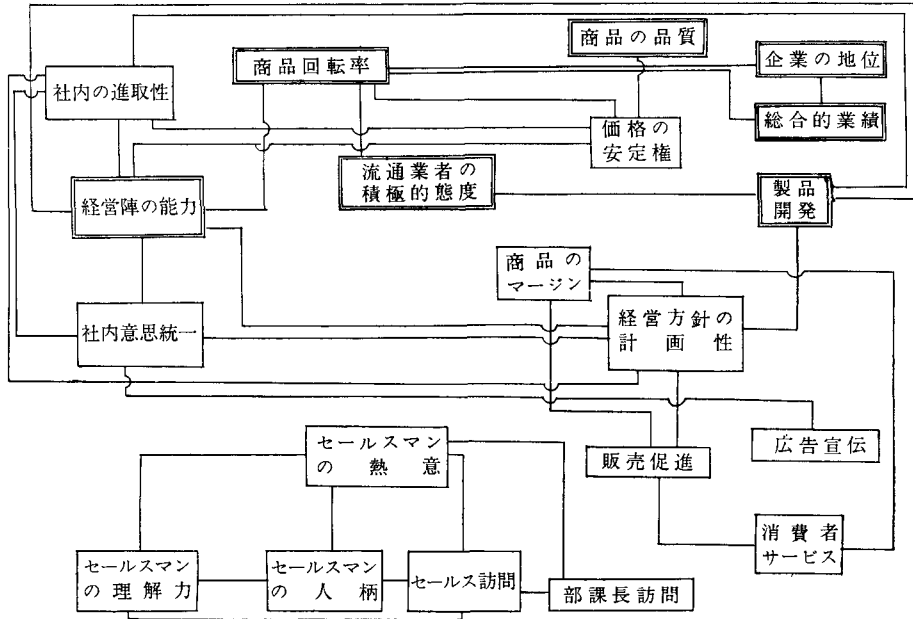 商品の品質
商品回転率
企業の地位
社内の進取性
総合的業績
価格の
安定権
流通業者の
積極的態度
製品
開発
経営陣の能力
商品の
マージン
経営方針の
計画性
社内意思統一
セールスマン
の熱意
広告宣伝
販売促進
消費者
サービス
セールスマン
の理解力
セールスマン
の人柄
セールス訪問
部課長訪問